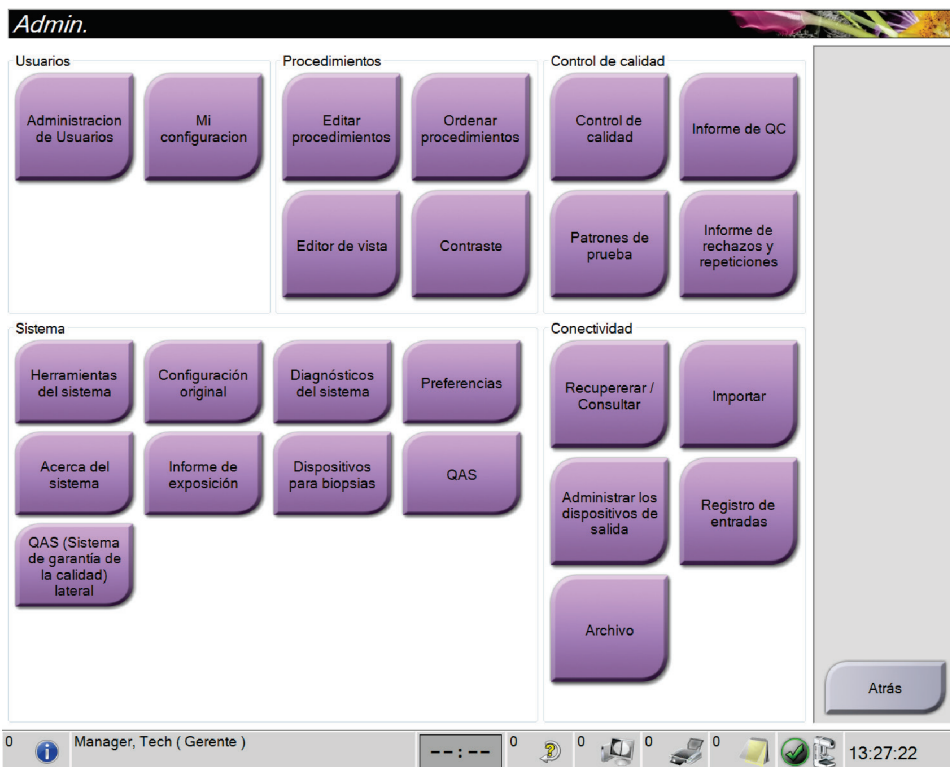 Admin.
Usuarios
Administracion
de Usuarios
Mi
configuracion
Procedimientos
Editar
procedimientos
Ordenar
procedimientos
Editor de vista
Contraste
Control de calidad
Control de
calidad
Informe de QC
Patrones de
prueba
Informe de
rechazos y
repeticiones
Sistema
Herramientas
del sistema
Configuración
original
Diagnósticos
del sistema
Preferencias
Acerca del
sistema
Informe de
exposición
Dispositivos
para biopsias
QAS
QAS (Sistema
de garantía de
la calidad)
lateral
Conectividad
Recupererar /
Consultar
Importar
Administrar los
dispositivos de
salida
Registro de
entradas
Archivo
Atrás
0
Manager, Tech ( Gerente )
--:--
0
0
0
0
13:27:22